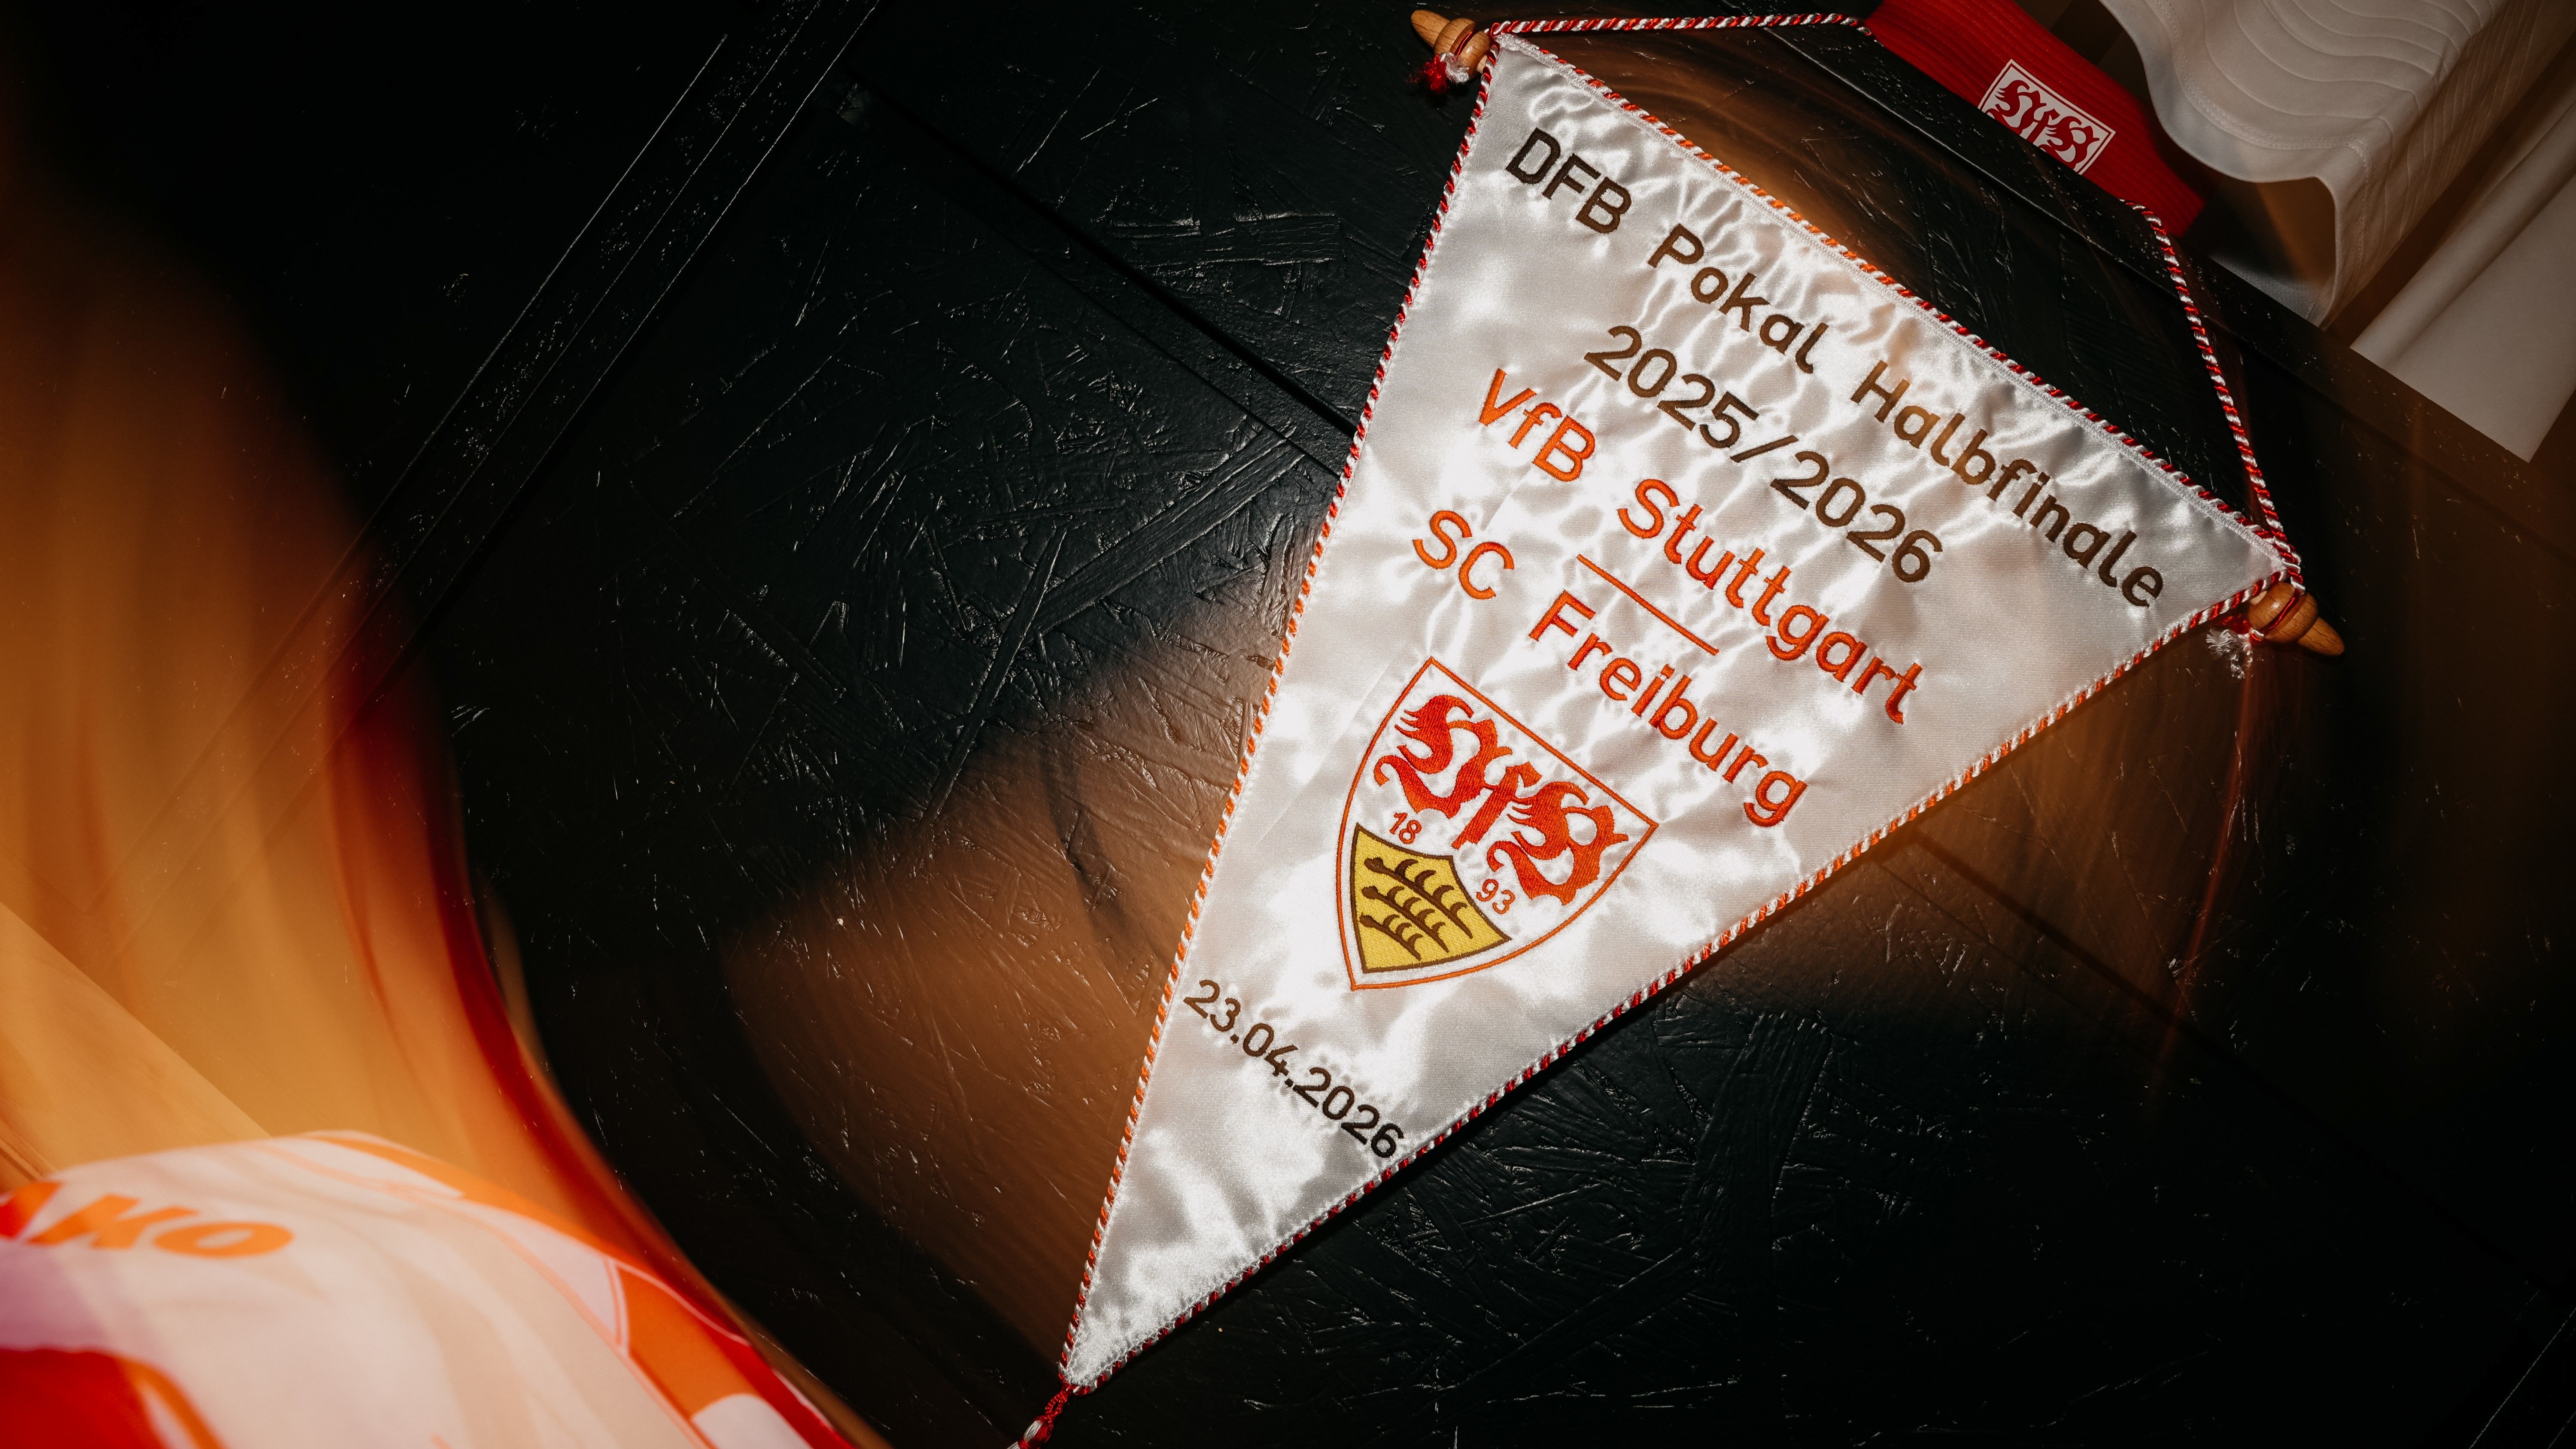 DFB Pokal Halbfinale
2025/2026
VfB Stuttgart
SC Freiburg
18 93
23.04.2026